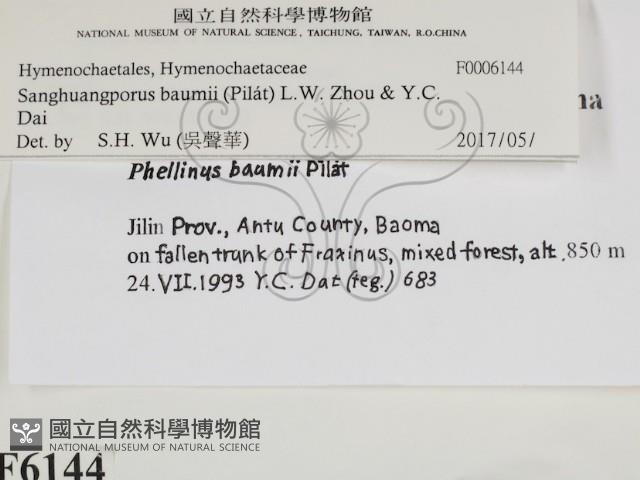 國立自然科學博物館
NATIONAL MUSEUM OF NATURAL SCIENCE, TAICHUNG, TAIWAN, R.O.CHINA
Hymenochaetales, Hymenochaetaceae F0006144
Sanghuangporus baumii (Pilát) L.W. Zhou & Y.C.
Dai
Det. by S.H. Wu (吳聲華) 2017/05/
na
Phellinus baumii Pilát
Jilin Prov., Antu County, Baoma
on fallen trunk of Fraxinus, mixed forest, alt. 850 m
24.VII.1993 Y.C. Dat (teg.) 683
國立自然科學博物館
NATIONAL MUSEUM OF NATURAL SCIENCE
F6144